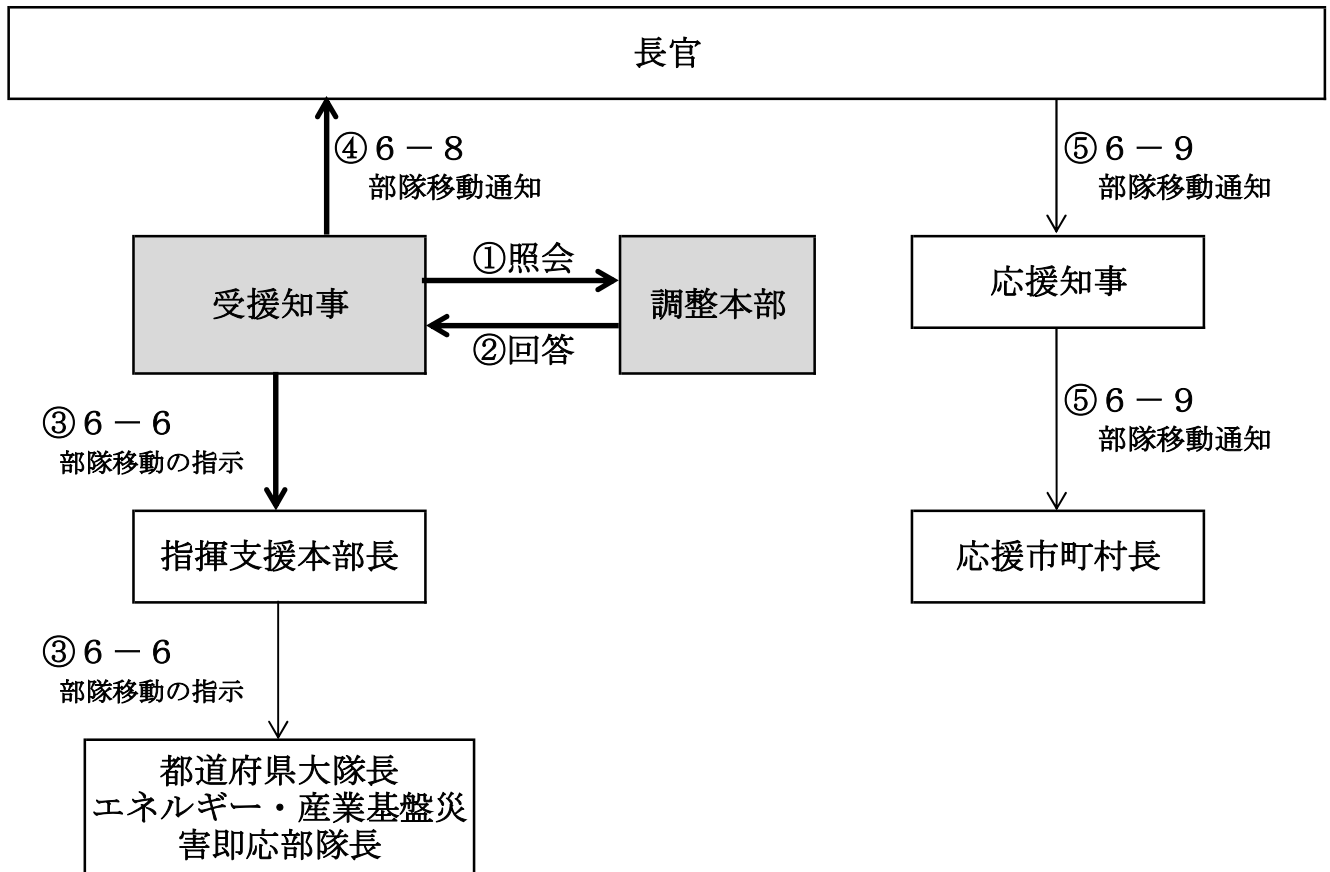 長官
④６－８
部隊移動通知
⑤６－９
部隊移動通知
受援知事
①照会
②回答
調整本部
応援知事
③６－６
部隊移動の指示
⑤６－９
部隊移動通知
指揮支援本部長
応援市町村長
③６－６
部隊移動の指示
都道府県大隊長
エネルギー・産業基盤災
害即応部隊長